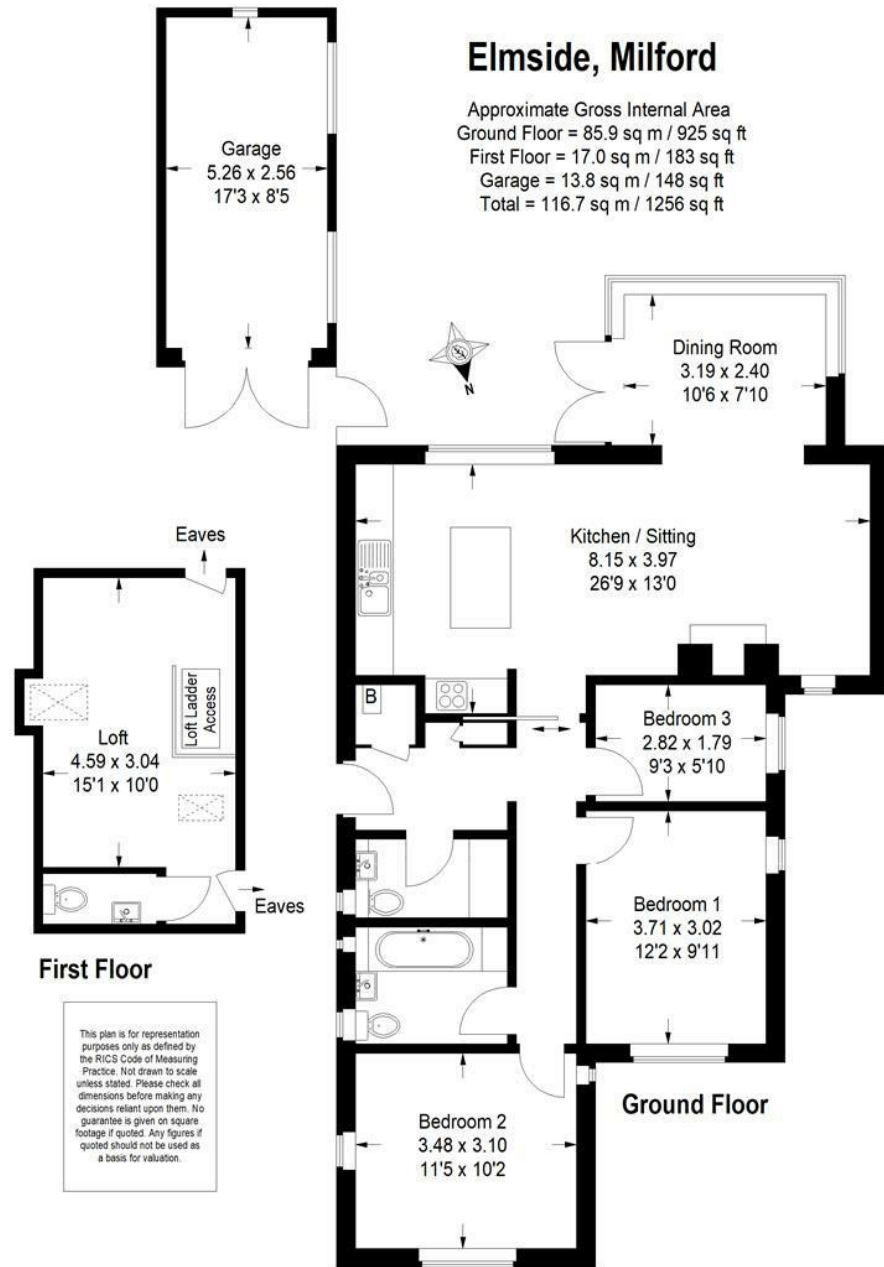 Elmside, Milford
Approximate Gross Internal Area
Ground Floor = 85.9 sq m / 925 sq ft
First Floor = 17.0 sq m / 183 sq ft
Garage = 13.8 sq m / 148 sq ft
Total = 116.7 sq m / 1256 sq ft
Garage
5.26 x 2.56
17'3 x 8'5
N
Dining Room
3.19 x 2.40
10'6 x 7'10
Kitchen / Sitting
8.15 x 3.97
26'9 x 13'0
Eaves
Loft Ladder
Access
Loft
4.59 x 3.04
15'1 x 10'0
Eaves
First Floor
B
Bedroom 3
2.82 x 1.79
9'3 x 5'10
Bedroom 1
3.71 x 3.02
12'2 x 9'11
Bedroom 2
3.48 x 3.10
11'5 x 10'2
Ground Floor
This plan is for representation
purposes only as defined by
the RICS Code of Measuring
Practice. Not drawn to scale
unless stated. Please check all
dimensions before making any
decisions reliant upon them. No
guarantee is given on square
footage if quoted. Any figures if
quoted should not be used as
a basis for valuation.